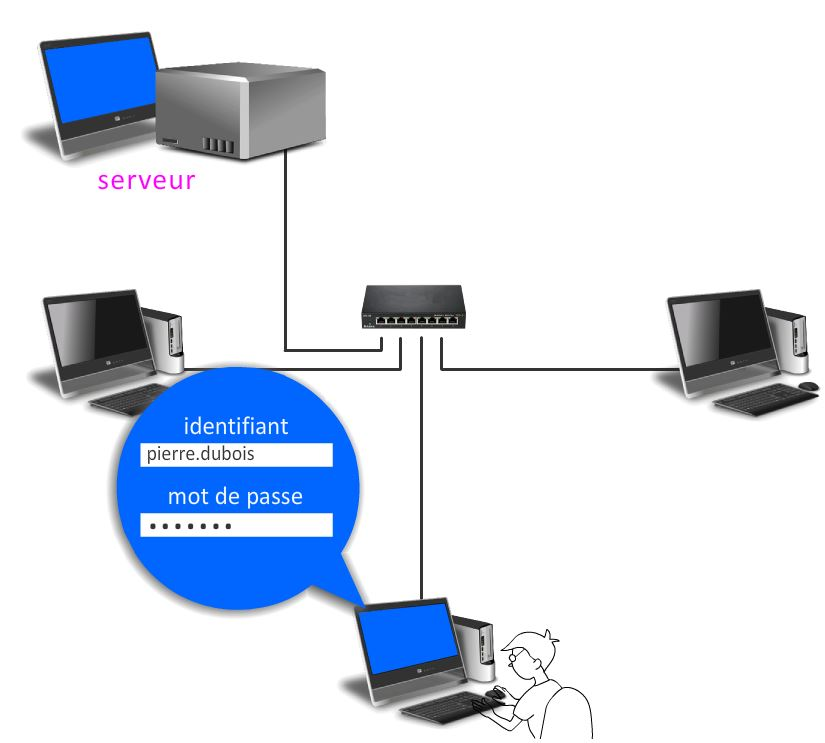 serveur
identifiant
pierre.dubois
mot de passe
•••••••